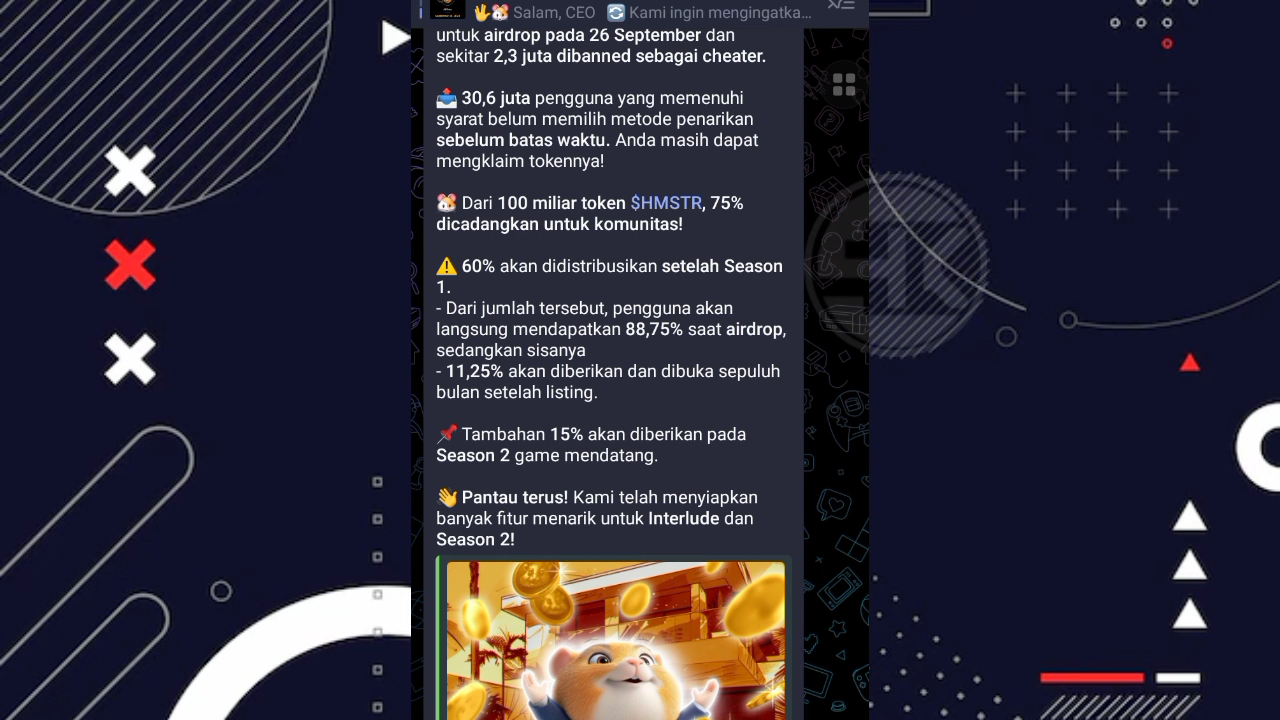 🖖🐹 Salam, CEO 🔄 Kami ingin mengingatka...
untuk airdrop pada 26 September dan
sekitar 2,3 juta dibanned sebagai cheater.
📤 30,6 juta pengguna yang memenuhi
syarat belum memilih metode penarikan
sebelum batas waktu. Anda masih dapat
mengklaim tokennya!
🐹 Dari 100 miliar token $HMSTR, 75%
dicadangkan untuk komunitas!
⚠️ 60% akan didistribusikan setelah Season
1.
- Dari jumlah tersebut, pengguna akan
langsung mendapatkan 88,75% saat airdrop,
sedangkan sisanya
- 11,25% akan diberikan dan dibuka sepuluh
bulan setelah listing.
📌 Tambahan 15% akan diberikan pada
Season 2 game mendatang.
👋 Pantau terus! Kami telah menyiapkan
banyak fitur menarik untuk Interlude dan
Season 2!